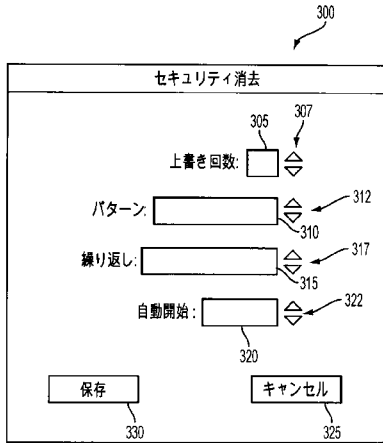 300
セキュリティ消去
305
307
上書き回数:
パターン:
312
310
繰り返し:
317
315
自動開始:
322
320
保存
キャンセル
330
325